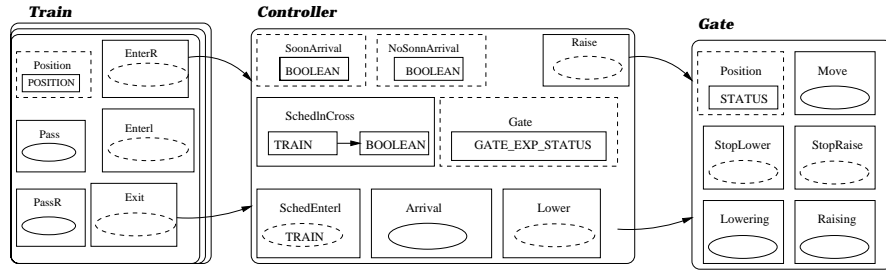 Train
Position
POSITION
EnterR
Pass
EnterI
PassR
Exit
Controller
SoonArrival
BOOLEAN
NoSonnArrival
BOOLEAN
Raise
SchedInCross
TRAIN
BOOLEAN
Gate
GATE_EXP_STATUS
SchedEnterI
TRAIN
Arrival
Lower
Gate
Position
STATUS
Move
StopLower
StopRaise
Lowering
Raising